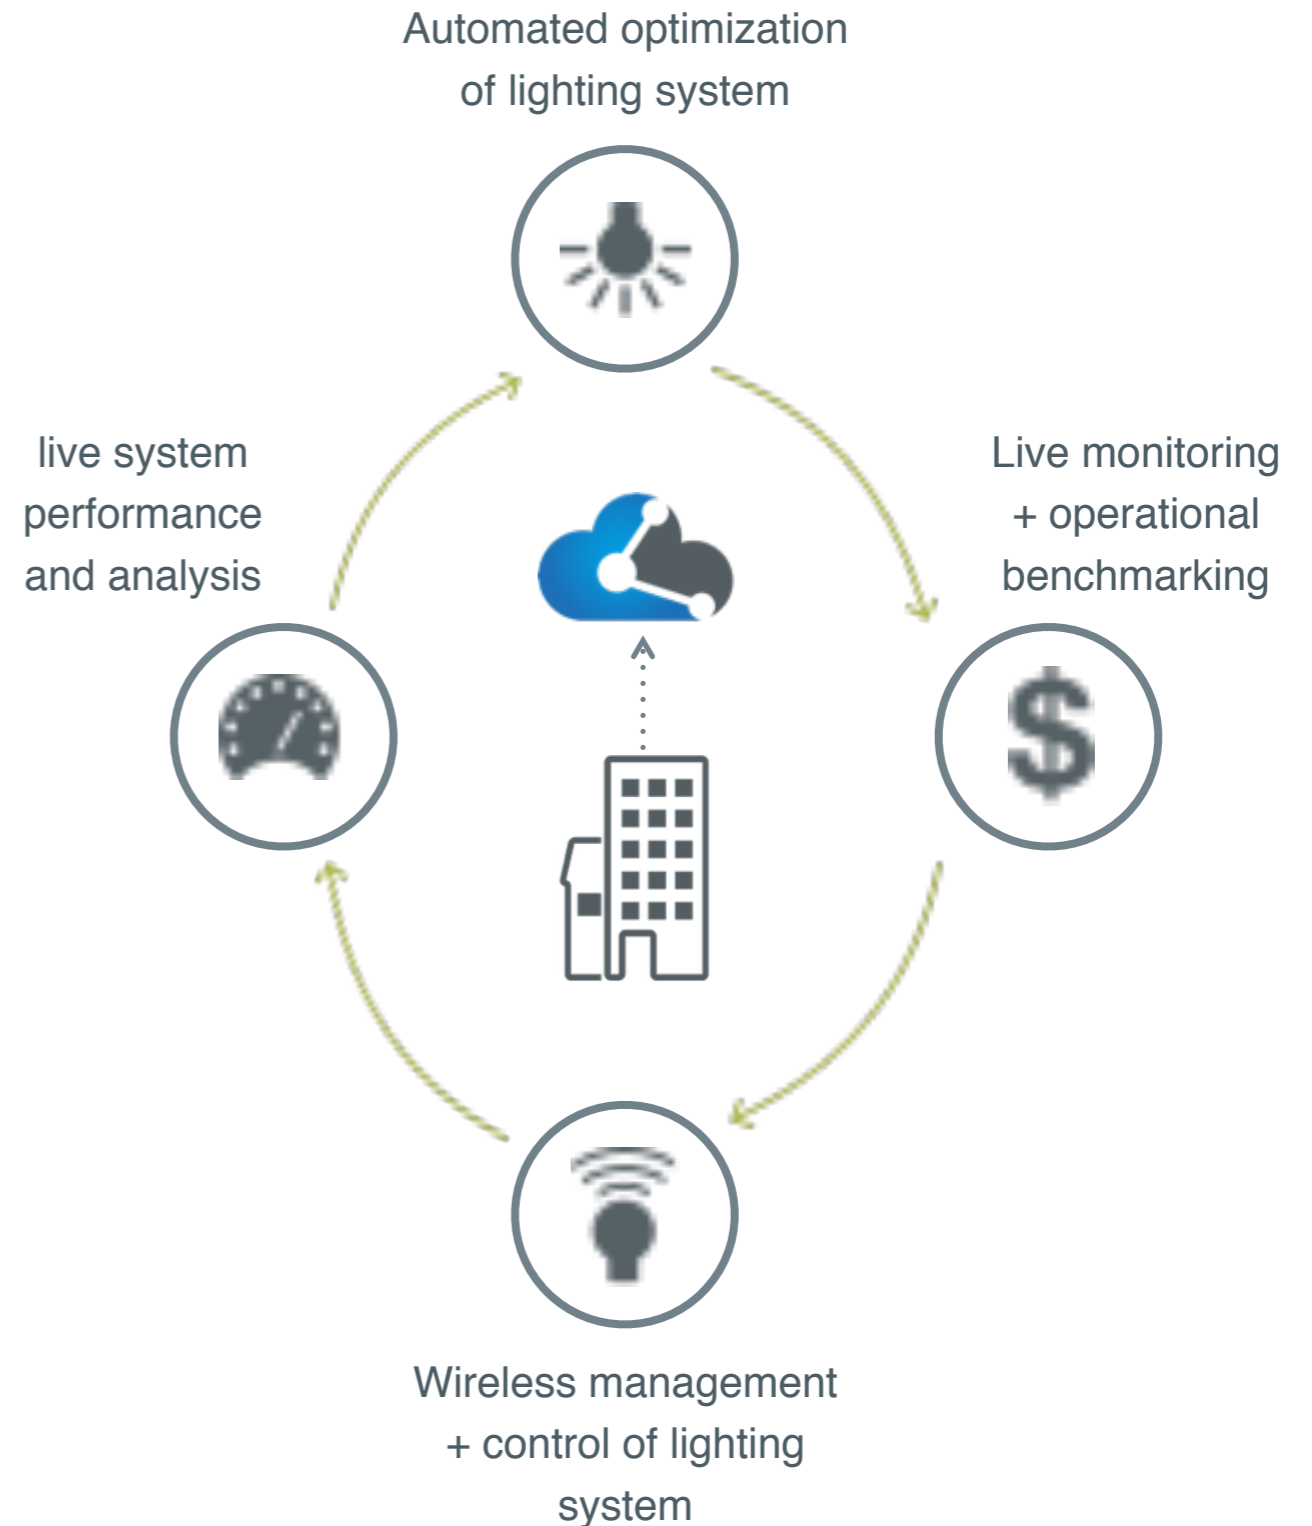 Automated optimization
of lighting system
live system
performance
and analysis
Live monitoring
+ operational
benchmarking
$
Wireless management
+ control of lighting
system